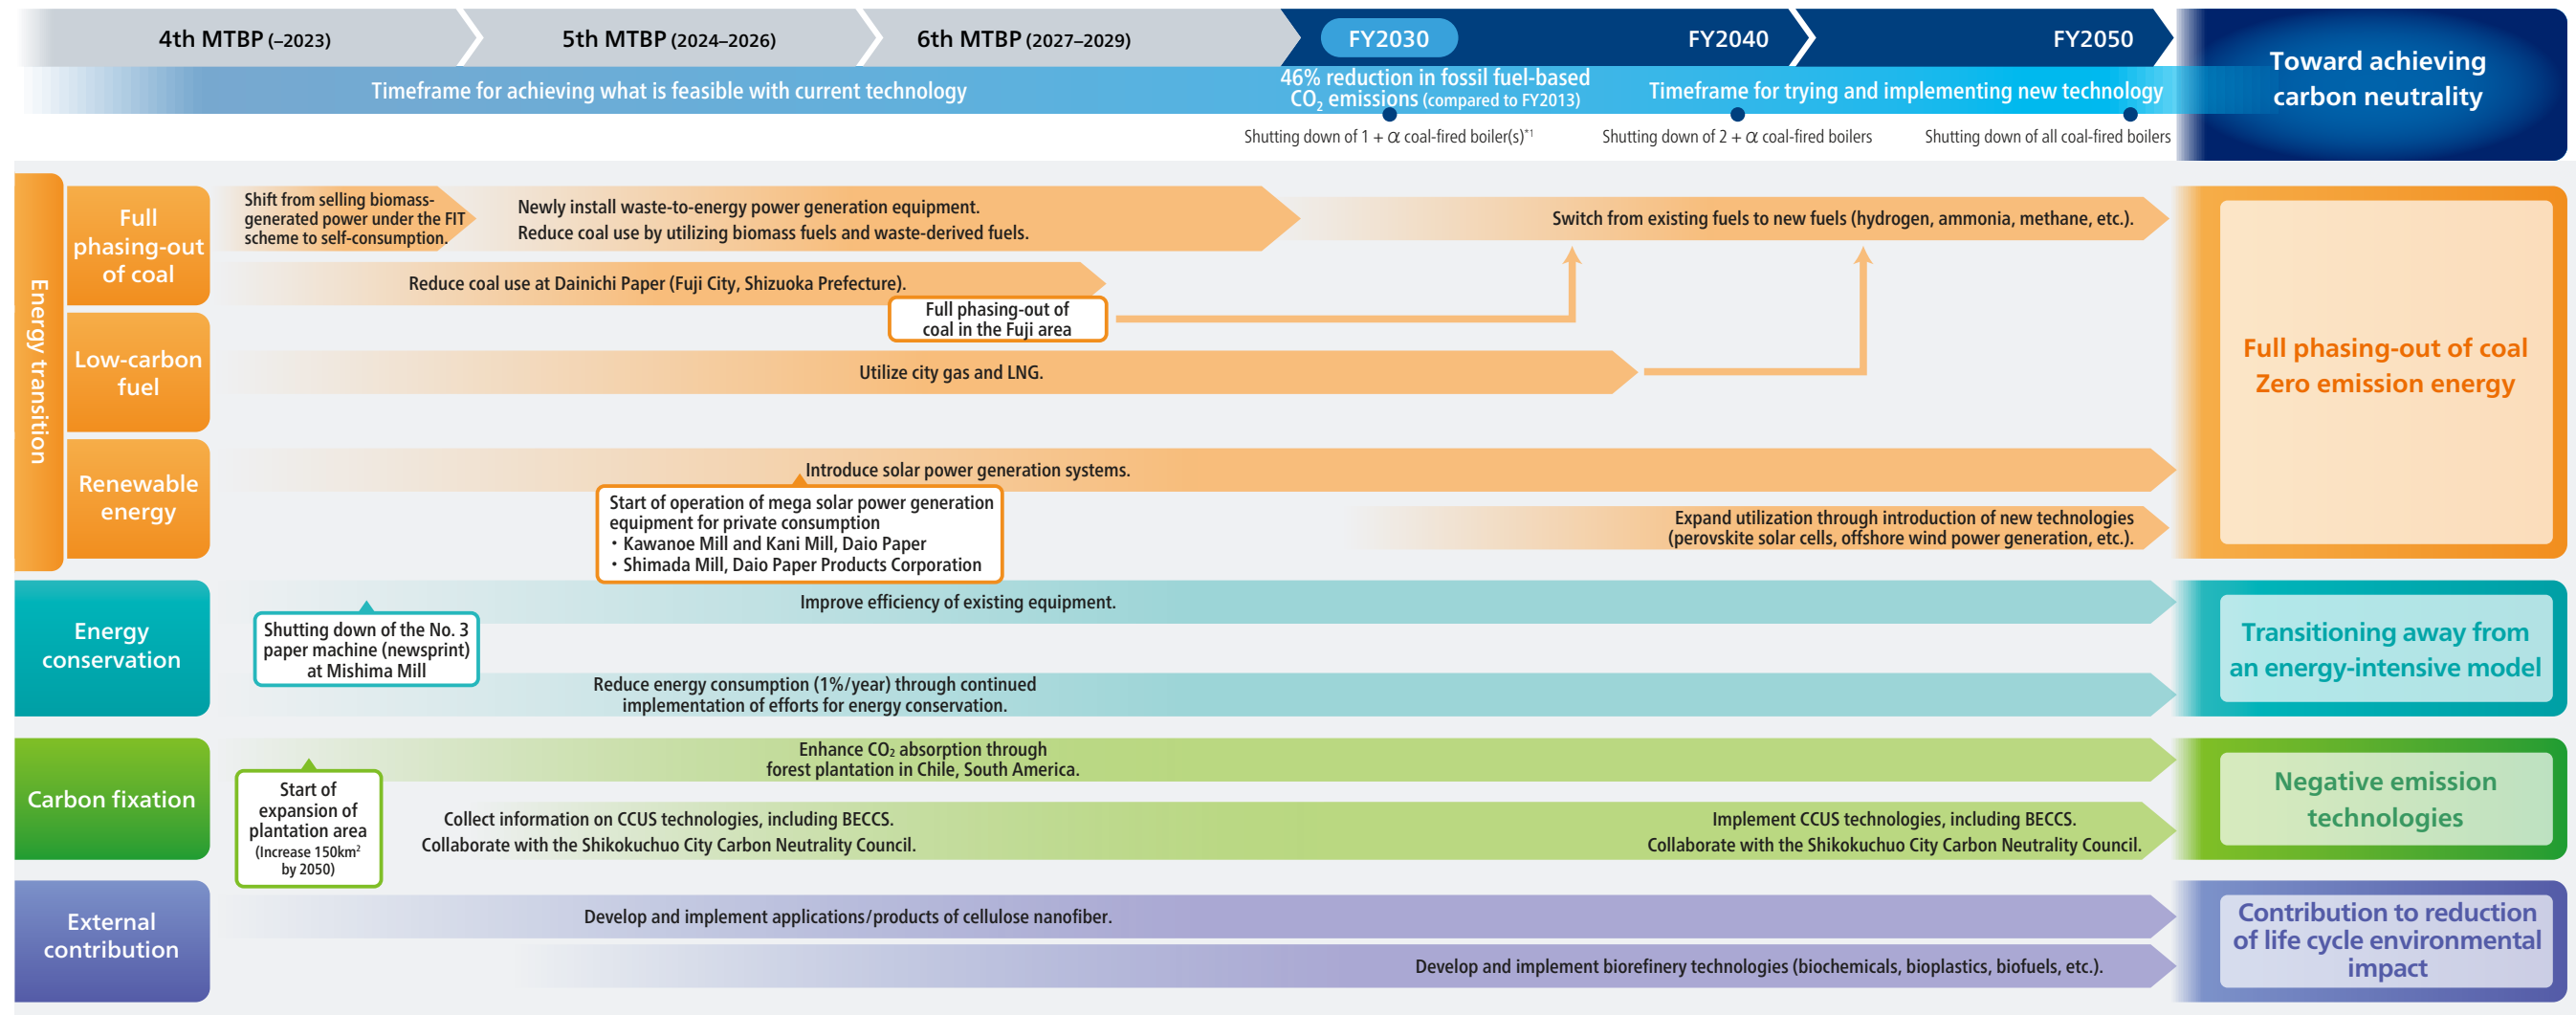 4th MTBP (–2023)
5th MTBP (2024–2026)
6th MTBP (2027–2029)
FY2030
FY2040
FY2050
Toward achieving
carbon neutrality
Timeframe for achieving what is feasible with current technology
46% reduction in fossil fuel-based
CO₂ emissions (compared to FY2013)
Timeframe for trying and implementing new technology
Shutting down of 1 + α coal-fired boiler(s)*1
Shutting down of 2 + α coal-fired boilers
Shutting down of all coal-fired boilers
Energy transition
Full
phasing-out
of coal
Shift from selling biomass-
generated power under the FIT
scheme to self-consumption.
Newly install waste-to-energy power generation equipment.
Reduce coal use by utilizing biomass fuels and waste-derived fuels.
Switch from existing fuels to new fuels (hydrogen, ammonia, methane, etc.).
Reduce coal use at Dainichi Paper (Fuji City, Shizuoka Prefecture).
Full phasing-out of
coal in the Fuji area
Low-carbon
fuel
Utilize city gas and LNG.
Full phasing-out of coal
Zero emission energy
Renewable
energy
Introduce solar power generation systems.
Start of operation of mega solar power generation
equipment for private consumption
・Kawanoe Mill and Kani Mill, Daio Paper
・Shimada Mill, Daio Paper Products Corporation
Expand utilization through introduction of new technologies
(perovskite solar cells, offshore wind power generation, etc.).
Energy
conservation
Improve efficiency of existing equipment.
Shutting down of the No. 3
paper machine (newsprint)
at Mishima Mill
Reduce energy consumption (1%/year) through continued
implementation of efforts for energy conservation.
Transitioning away from
an energy-intensive model
Carbon fixation
Enhance CO₂ absorption through
forest plantation in Chile, South America.
Start of
expansion of
plantation area
(Increase 150km²
by 2050)
Collect information on CCUS technologies, including BECCS.
Collaborate with the Shikokuchuo City Carbon Neutrality Council.
Implement CCUS technologies, including BECCS.
Collaborate with the Shikokuchuo City Carbon Neutrality Council.
Negative emission
technologies
External
contribution
Develop and implement applications/products of cellulose nanofiber.
Develop and implement biorefinery technologies (biochemicals, bioplastics, biofuels, etc.).
Contribution to reduction
of life cycle environmental
impact